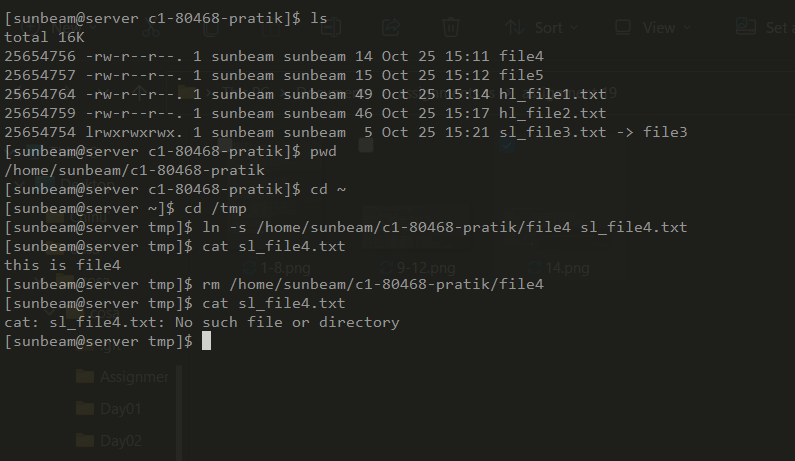 [sunbeam@server c1-80468-pratik]$ ls
total 16K
25654756 -rw-r--r--. 1 sunbeam sunbeam 14 Oct 25 15:11 file4
25654757 -rw-r--r--. 1 sunbeam sunbeam 15 Oct 25 15:12 file5
25654764 -rw-r--r--. 1 sunbeam sunbeam 49 Oct 25 15:14 hl_file1.txt
25654759 -rw-r--r--. 1 sunbeam sunbeam 46 Oct 25 15:17 hl_file2.txt
25654754 lrwxrwxrwx. 1 sunbeam sunbeam  5 Oct 25 15:21 sl_file3.txt -> file3
[sunbeam@server c1-80468-pratik]$ pwd
/home/sunbeam/c1-80468-pratik
[sunbeam@server c1-80468-pratik]$ cd ~
[sunbeam@server ~]$ cd /tmp
[sunbeam@server tmp]$ ln -s /home/sunbeam/c1-80468-pratik/file4 sl_file4.txt
[sunbeam@server tmp]$ cat sl_file4.txt
this is file4
1-8.png 9-12.png 14.png
[sunbeam@server tmp]$ rm /home/sunbeam/c1-80468-pratik/file4
[sunbeam@server tmp]$ cat sl_file4.txt
cat: sl_file4.txt: No such file or directory
[sunbeam@server tmp]$
Sort
View
Assignmer
Day01
Day02